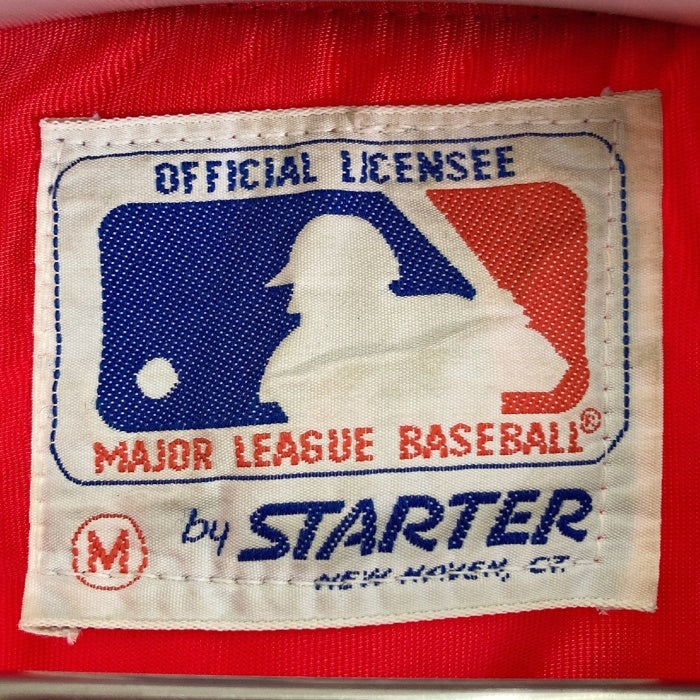 OFFICIAL LICENSEE
MAJOR LEAGUE BASEBALL®
M
by STARTER
NEW HAVEN, CT.